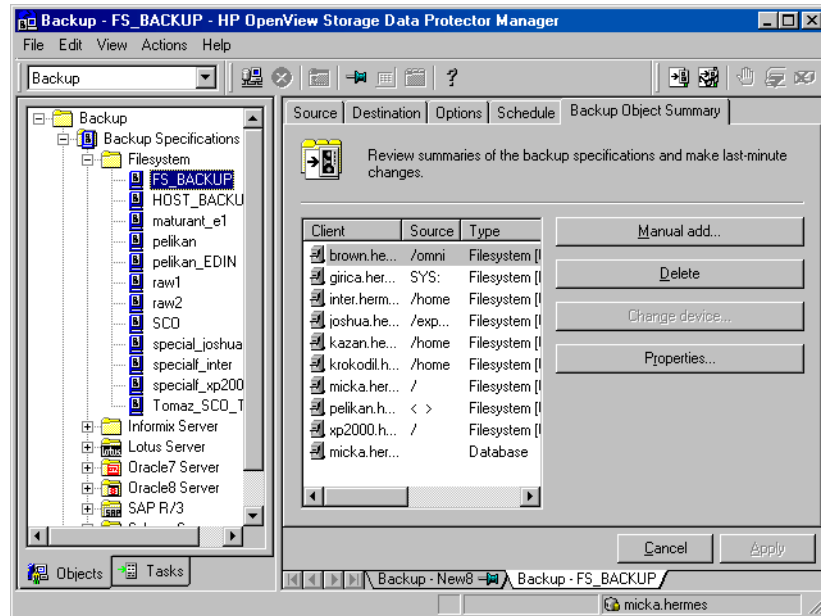 Backup - FS_BACKUP - HP OpenView Storage Data Protector Manager
File Edit View Actions Help
Backup
?
Backup
Backup Specifications
Filesystem
FS_BACKUP
HOST_BACKU
maturant_e1
pelikan
pelikan_EDIN
raw1
raw2
SCO
special_joshua
specialf_inter
specialf_xp200
Tomaz_SCO_T
Informix Server
Lotus Server
Oracle7 Server
Oracle8 Server
SAP R/3
Objects
Tasks
Source Destination Options Schedule Backup Object Summary
Review summaries of the backup specifications and make last-minute
changes.
Client Source Type
brown.he... /omni Filesystem [
girica.her... SYS: Filesystem [
inter.herm... /home Filesystem [
joshua.he... /exp... Filesystem [
kazan.he... /home Filesystem [
krokodil.h... /home Filesystem [
micka.her... / Filesystem [
pelikan.h... < > Filesystem [
xp2000.h... / Filesystem [
micka.her... Database
Manual add...
Delete
Change device...
Properties...
Cancel Apply
Backup - New8 Backup - FS_BACKUP
micka.hermes